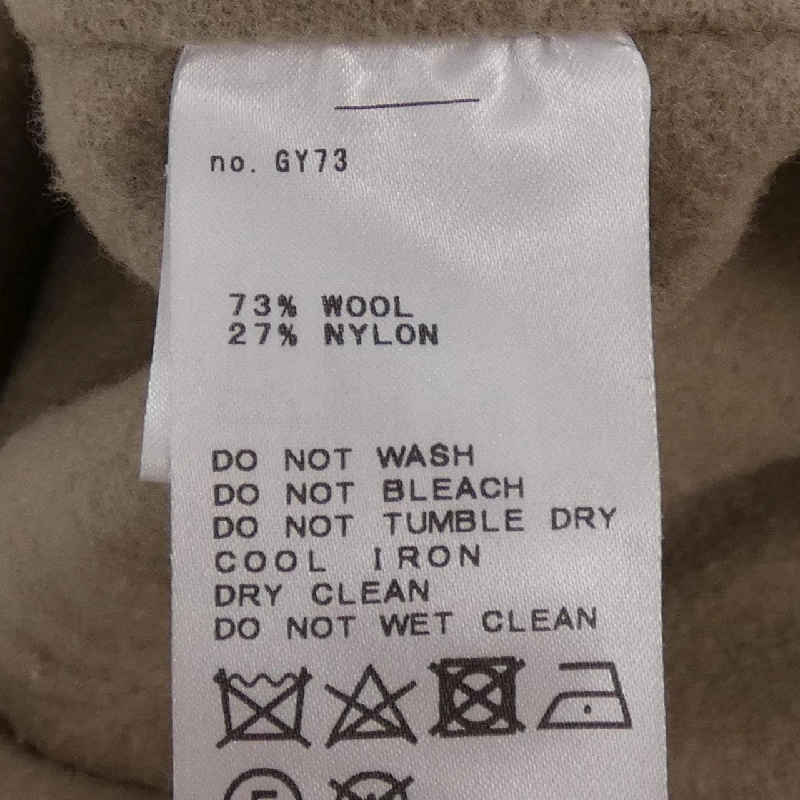 no. GY73
73% WOOL
27% NYLON
DO NOT WASH
DO NOT BLEACH
DO NOT TUMBLE DRY
COOL IRON
DRY CLEAN
DO NOT WET CLEAN